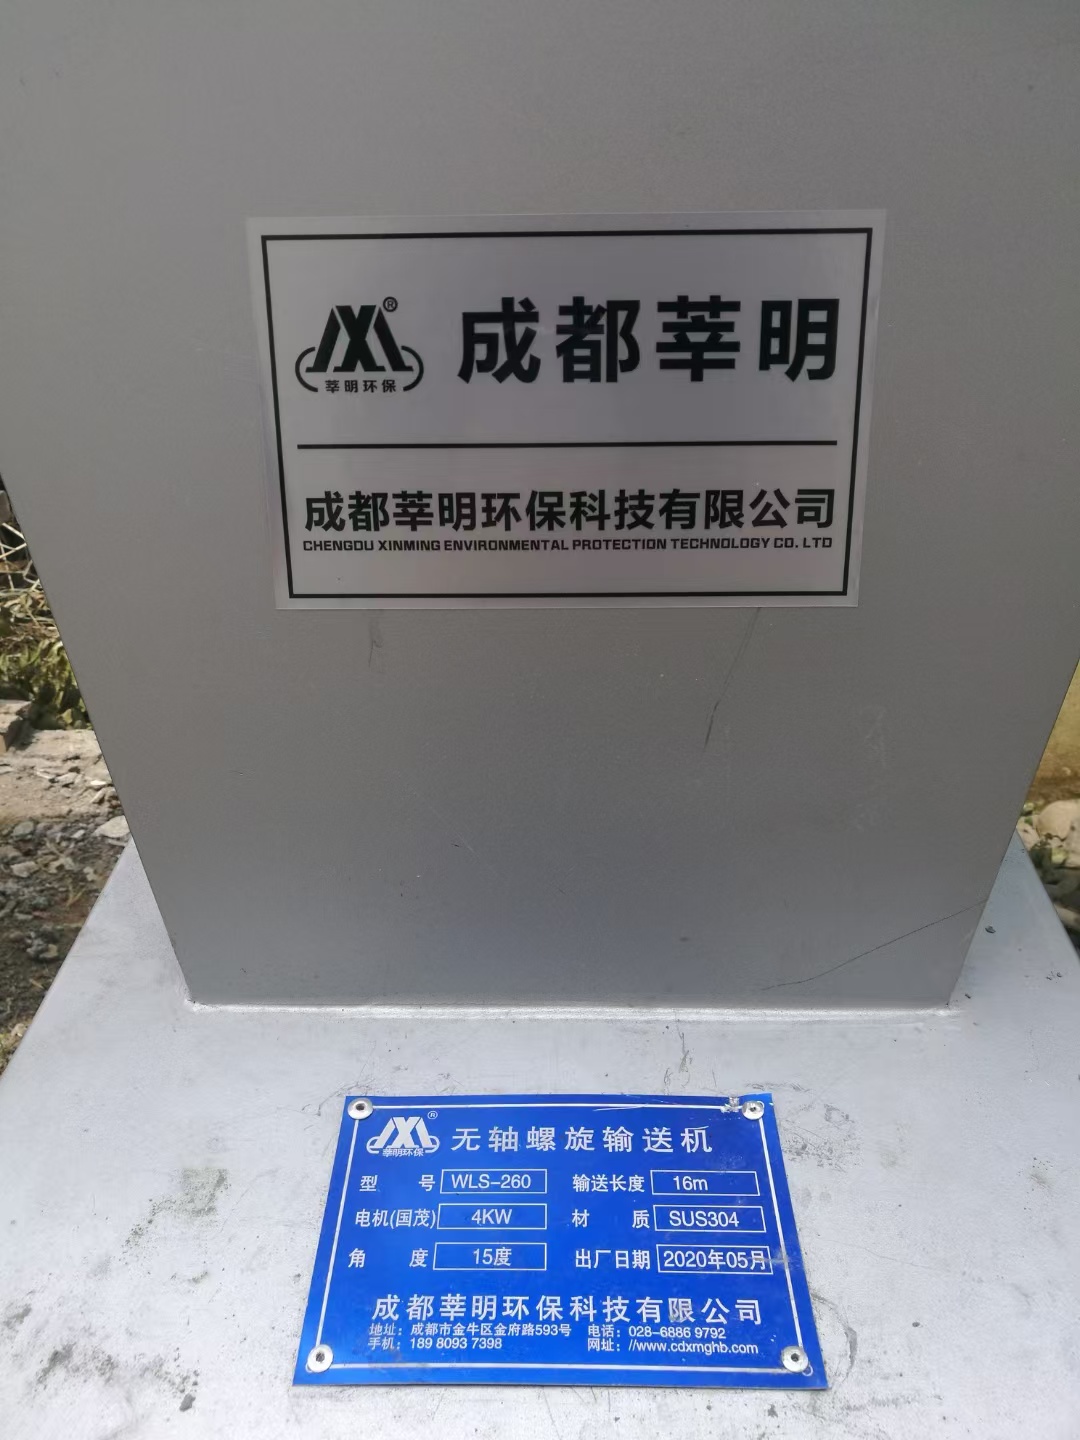 ®
成都莘明
莘明环保
成都莘明环保科技有限公司
CHENGDU XINMING ENVIRONMENTAL PROTECTION TECHNOLOGY CO. LTD
®
莘明环保
无轴螺旋输送机
型 号 WLS-260 输送长度 16m
电机(国茂) 4KW 材 质 SUS304
角 度 15度 出厂日期 2020年05月
成都莘明环保科技有限公司
地址：成都市金牛区金府路593号 电话：028-6886 9792
手机：189 8093 7398 网址：//www.cdxmghb.com